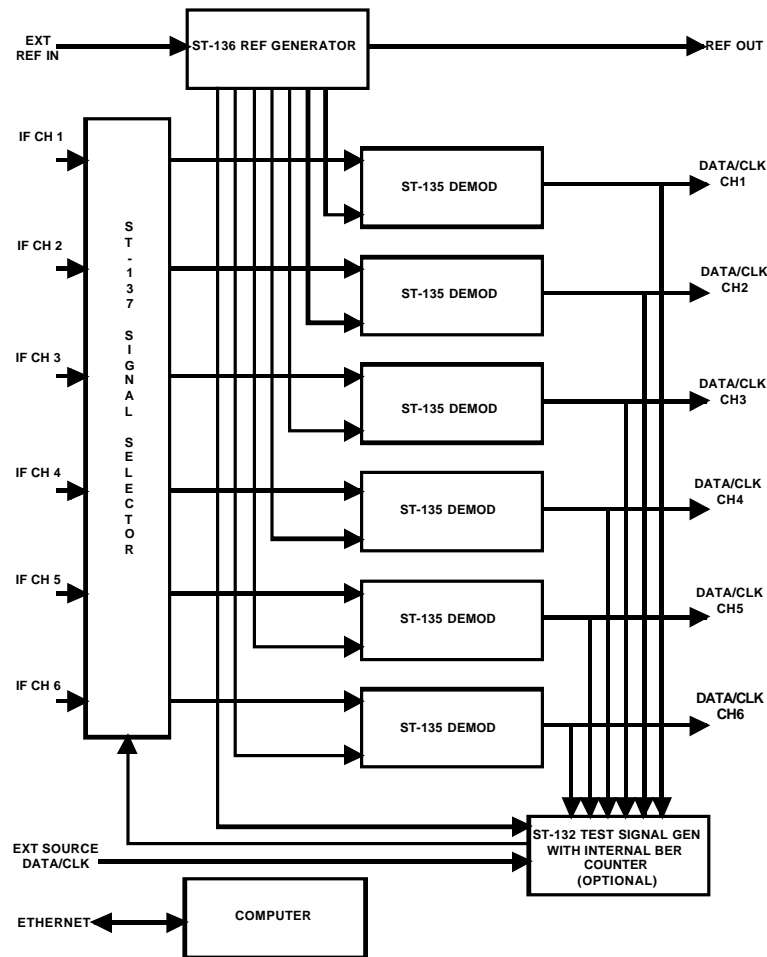 EXT
REF IN
ST-136 REF GENERATOR
REF OUT
IF CH 1
IF CH 2
IF CH 3
IF CH 4
IF CH 5
IF CH 6
ST-137 SIGNAL SELECTOR
ST-135 DEMOD
ST-135 DEMOD
ST-135 DEMOD
ST-135 DEMOD
ST-135 DEMOD
ST-135 DEMOD
DATA/CLK
CH1
DATA/CLK
CH2
DATA/CLK
CH3
DATA/CLK
CH4
DATA/CLK
CH5
DATA/CLK
CH6
EXT SOURCE
DATA/CLK
ST-132 TEST SIGNAL GEN
WITH INTERNAL BER
COUNTER
(OPTIONAL)
ETHERNET
COMPUTER